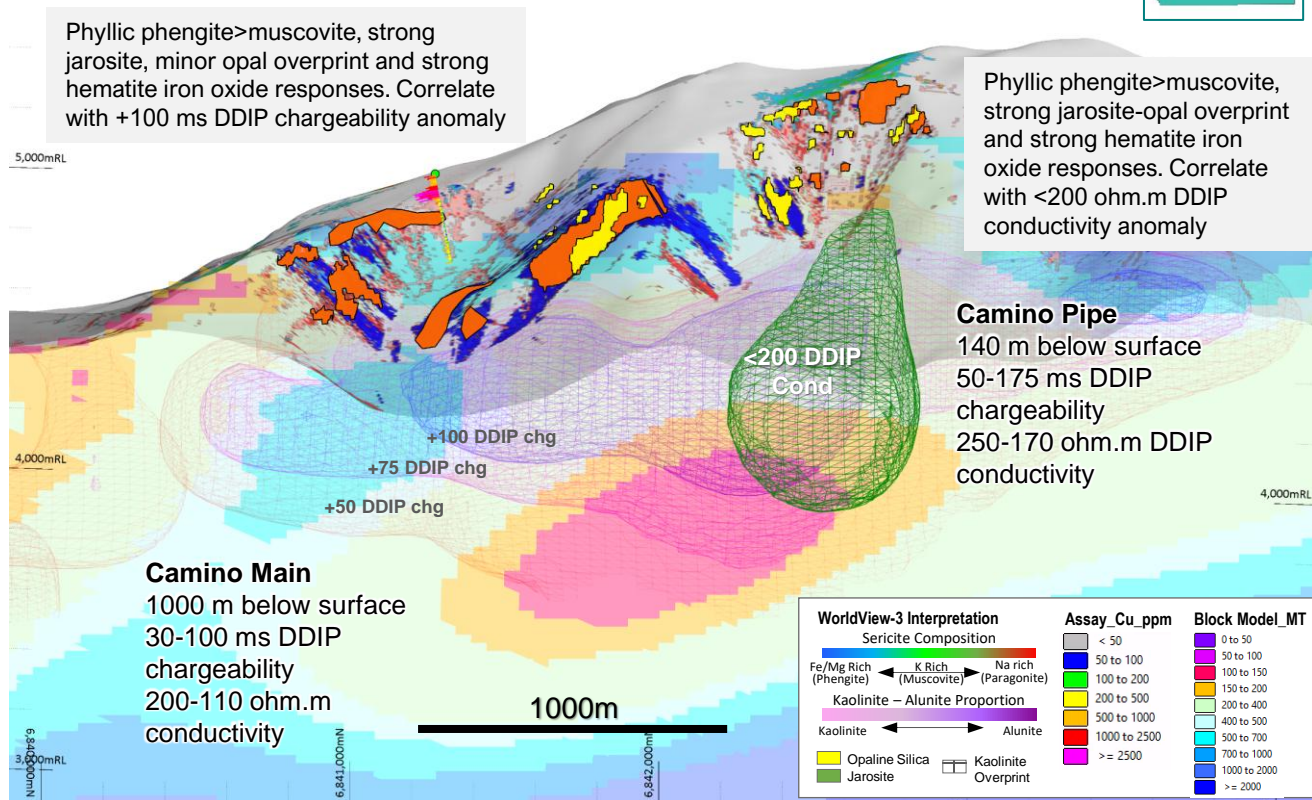 Phyllic phengite>muscovite, strong
jarosite, minor opal overprint and strong
hematite iron oxide responses. Correlate
with +100 ms DDIP chargeability anomaly
Phyllic phengite>muscovite,
strong jarosite-opal overprint
and strong hematite iron
oxide responses. Correlate
with <200 ohm.m DDIP
conductivity anomaly
5,000mRL
Camino Pipe
140 m below surface
50-175 ms DDIP
chargeability
250-170 ohm.m DDIP
conductivity
<200 DDIP
Cond
+100 DDIP chg
+75 DDIP chg
+50 DDIP chg
4,000mRL
4,000mRL
Camino Main
1000 m below surface
30-100 ms DDIP
chargeability
200-110 ohm.m
conductivity
1000m
3,000mRL
6,841,000mN
6,842,000mN
WorldView-3 Interpretation
Sericite Composition
Fe/Mg Rich
(Phengite)
K Rich
(Muscovite)
Na rich
(Paragonite)
Kaolinite – Alunite Proportion
Kaolinite
Alunite
Opaline Silica
Jarosite
Kaolinite
Overprint
Assay_Cu_ppm
< 50
50 to 100
100 to 200
200 to 500
500 to 1000
1000 to 2500
>= 2500
Block Model_MT
0 to 50
50 to 100
100 to 150
150 to 200
200 to 400
400 to 500
500 to 700
700 to 1000
1000 to 2000
>= 2000